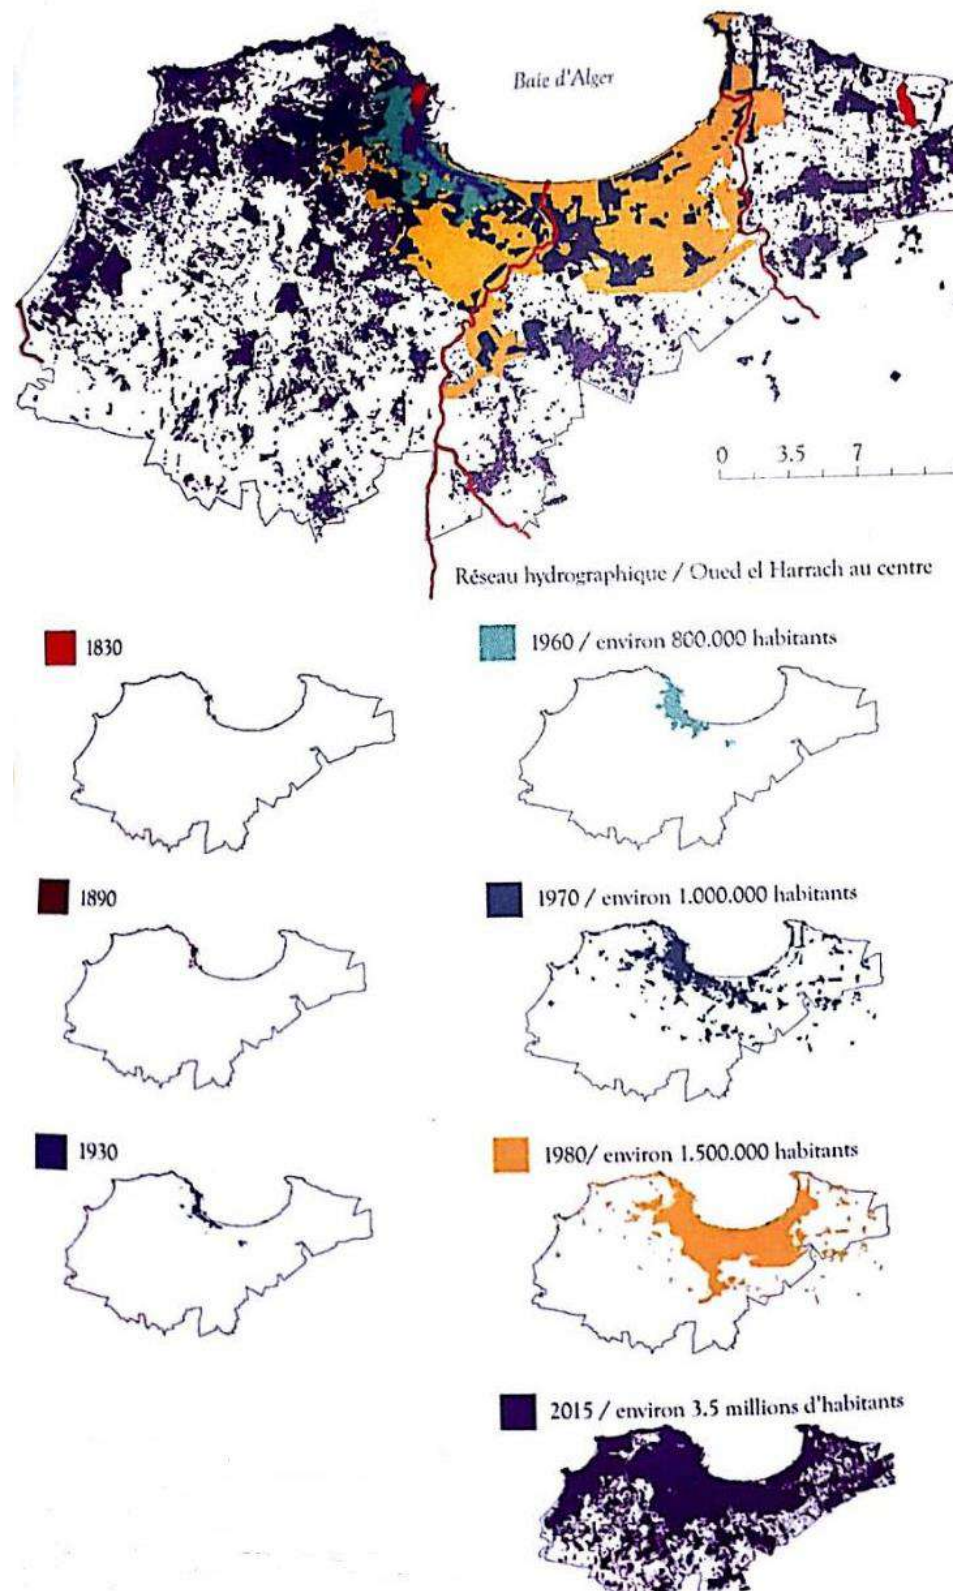 Baie d'Alger
0 3.5 7
Réseau hydrographique / Oued el Harrach au centre
1830
1960 / environ 800.000 habitants
1890
1970 / environ 1.000.000 habitants
1930
1980/ environ 1.500.000 habitants
2015 / environ 3.5 millions d'habitants